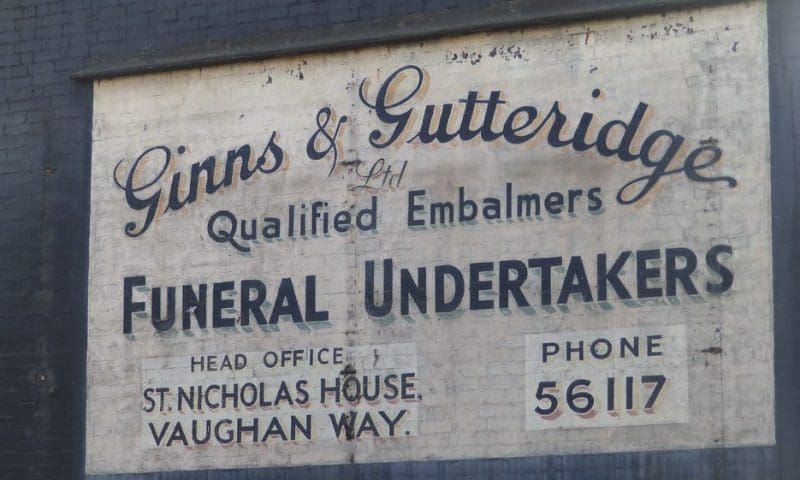 Ginns & Gutteridge
Ltd
Qualified Embalmers
FUNERAL UNDERTAKERS
HEAD OFFICE
ST. NICHOLAS HOUSE,
VAUGHAN WAY.
PHONE
56117